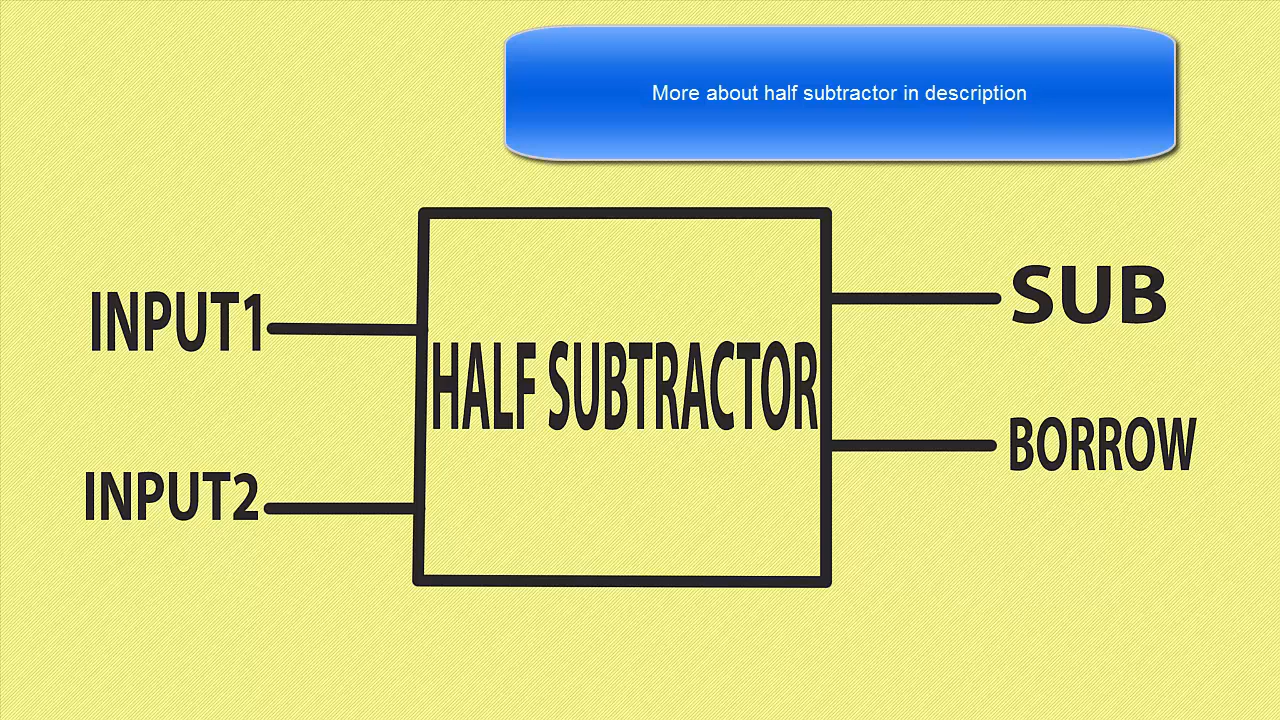 More about half subtractor in description
INPUT1
INPUT2
HALF SUBTRACTOR
SUB
BORROW